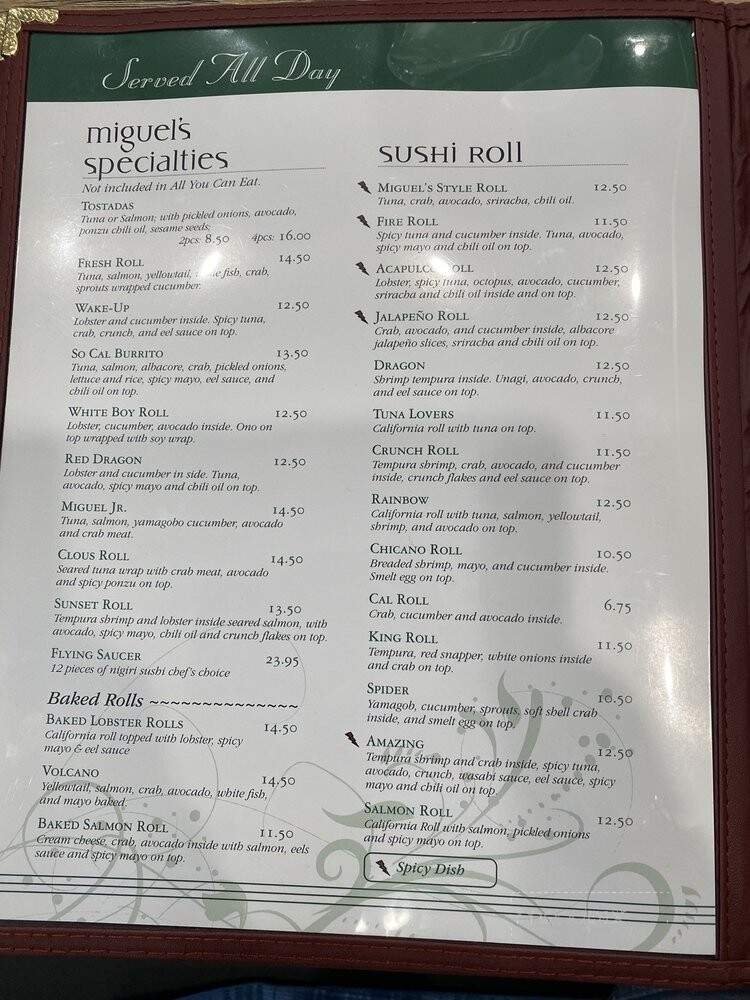 Served All Day
miguel's
specialties
Not included in All You Can Eat.
TOSTADAS
Tuna or Salmon; with pickled onions, avocado,
ponzu chili oil, sesame seeds;
2pcs: 8.50 4pcs: 16.00
FRESH ROLL 14.50
Tuna, salmon, yellowtail, white fish, crab,
sprouts wrapped cucumber.
WAKE-UP 12.50
Lobster and cucumber inside. Spicy tuna,
crab, crunch, and eel sauce on top.
SO CAL BURRITO 13.50
Tuna, salmon, albacore, crab, pickled onions,
lettuce and rice, spicy mayo, eel sauce, and
chili oil on top.
WHITE BOY ROLL 12.50
Lobster, cucumber, avocado inside. Ono on
top wrapped with soy wrap.
RED DRAGON 12.50
Lobster and cucumber in side. Tuna,
avocado, spicy mayo and chili oil on top.
MIGUEL JR. 14.50
Tuna, salmon, yamagobo cucumber, avocado
and crab meat.
CLOUS ROLL 14.50
Seared tuna wrap with crab meat, avocado
and spicy ponzu on top.
SUNSET ROLL 13.50
Tempura shrimp and lobster inside seared salmon, with
avocado, spicy mayo, chili oil and crunch flakes on top.
FLYING SAUCER 23.95
12 pieces of nigiri sushi chef's choice
Baked Rolls ~~~~~~~~~~~~~~
BAKED LOBSTER ROLLS 14.50
California roll topped with lobster, spicy
mayo & eel sauce
VOLCANO 14.50
Yellowtail, salmon, crab, avocado, white fish,
and mayo baked.
BAKED SALMON ROLL 11.50
Cream cheese, crab, avocado inside with salmon, eels
sauce and spicy mayo on top.
SUSHI ROLL
MIGUEL'S STYLE ROLL 12.50
Tuna, crab, avocado, sriracha, chili oil.
FIRE ROLL 11.50
Spicy tuna and cucumber inside. Tuna, avocado,
spicy mayo and chili oil on top.
ACAPULCO ROLL 12.50
Lobster, spicy tuna, octopus, avocado, cucumber,
sriracha and chili oil inside and on top.
JALAPEÑO ROLL 12.50
Crab, avocado, and cucumber inside, albacore
jalapeño slices, sriracha and chili oil on top.
DRAGON 12.50
Shrimp tempura inside. Unagi, avocado, crunch,
and eel sauce on top.
TUNA LOVERS 11.50
California roll with tuna on top.
CRUNCH ROLL 11.50
Tempura shrimp, crab, avocado, and cucumber
inside, crunch flakes and eel sauce on top.
RAINBOW 12.50
California roll with tuna, salmon, yellowtail,
shrimp, and avocado on top.
CHICANO ROLL 10.50
Breaded shrimp, mayo, and cucumber inside.
Smelt egg on top.
CAL ROLL 6.75
Crab, cucumber and avocado inside.
KING ROLL 11.50
Tempura, red snapper, white onions inside
and crab on top.
SPIDER 10.50
Yamagob, cucumber, sprouts, soft shell crab
inside, and smelt egg on top.
AMAZING 12.50
Tempura shrimp and crab inside, spicy tuna,
avocado, crunch, wasabi sauce, eel sauce, spicy
mayo and chili oil on top.
SALMON ROLL 12.50
California Roll with salmon, pickled onions
and spicy mayo on top.
Spicy Dish